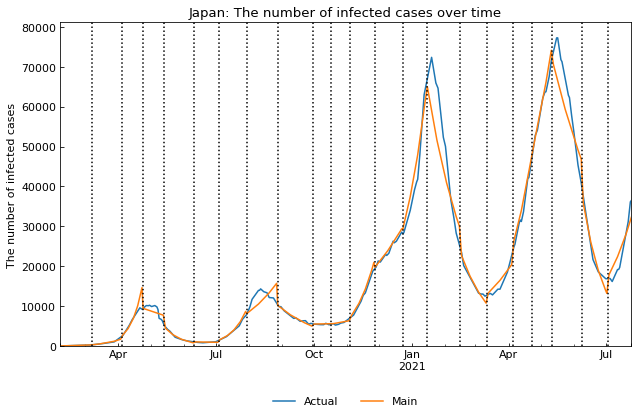 Japan: The number of infected cases over time
The number of infected cases
80000
70000
60000
50000
40000
30000
20000
10000
0
Apr Jul Oct Jan Apr Jul
2021
Actual Main